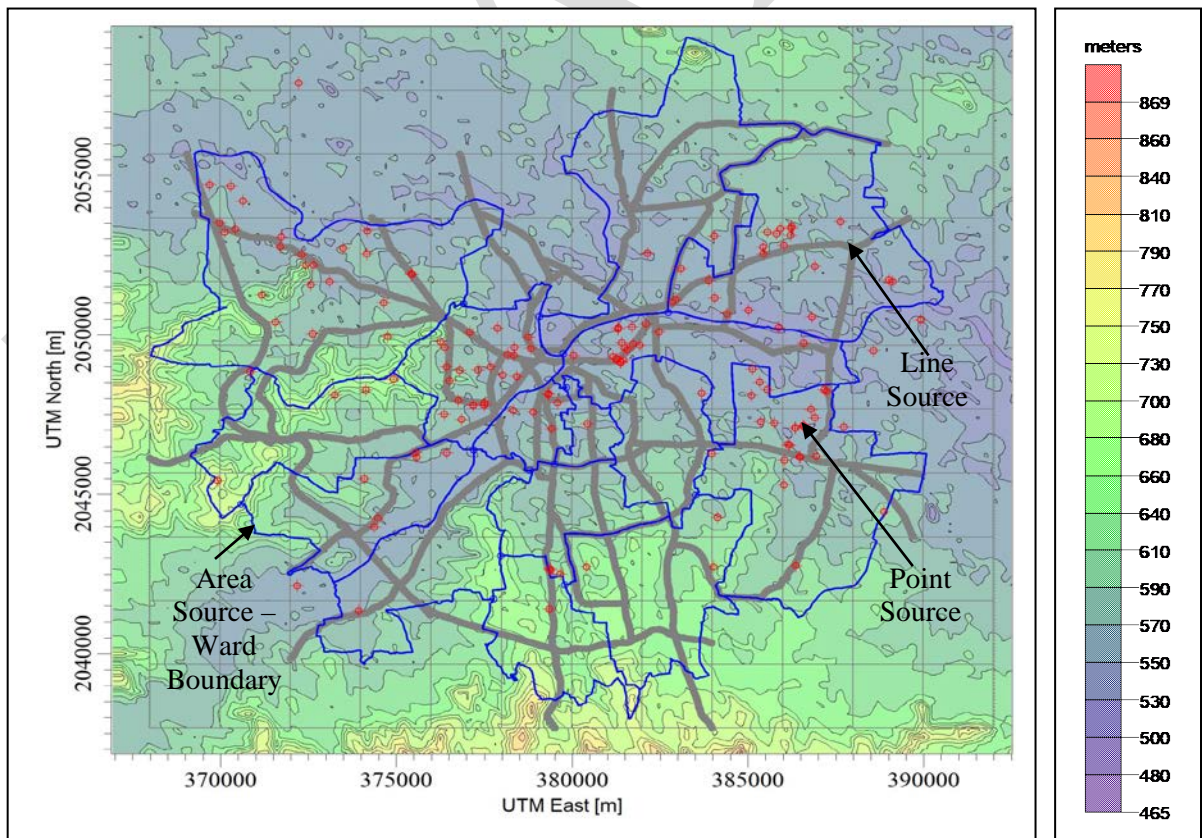 2055000
2050000
2045000
2040000
UTM North [m]
370000
375000
380000
385000
390000
UTM East [m]
Line
Source
Point
Source
Area
Source –
Ward
Boundary
meters
869
860
840
810
790
770
750
730
700
680
660
640
610
590
570
550
530
500
480
465